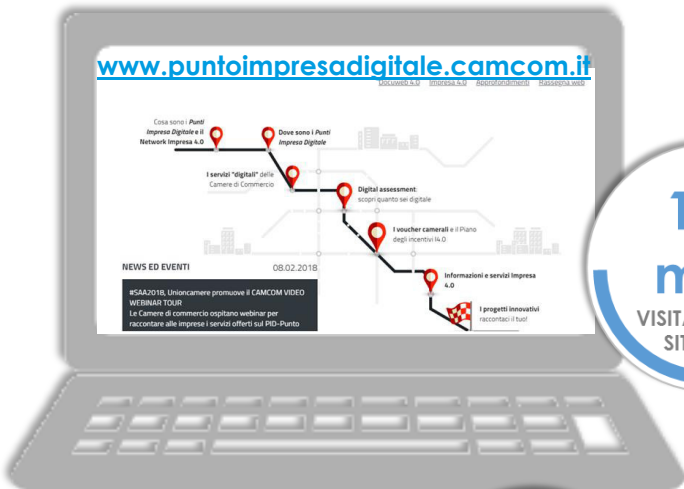 www.puntoimpresadigitale.camcom.it
Docuweb 4.0 Impresa 4.0 Approfondimenti Rassegna web
Cosa sono i Punti
Impresa Digitale e il
Network Impresa 4.0
Dove sono i Punti
Impresa Digitale
I servizi "digitali" delle
Camere di Commercio
Digital assessment:
scopri quanto sei digitale
I voucher camerali e il Piano
degli incentivi I4.0
Informazioni e servizi Impresa
4.0
I progetti innovativi
raccontaci il tuo!
NEWS ED EVENTI 08.02.2018
#SAA2018, Unioncamere promuove il CAMCOM VIDEO
WEBINAR TOUR
Le Camere di commercio ospitano webinar per
raccontare alle imprese i servizi offerti sul PID-Punto